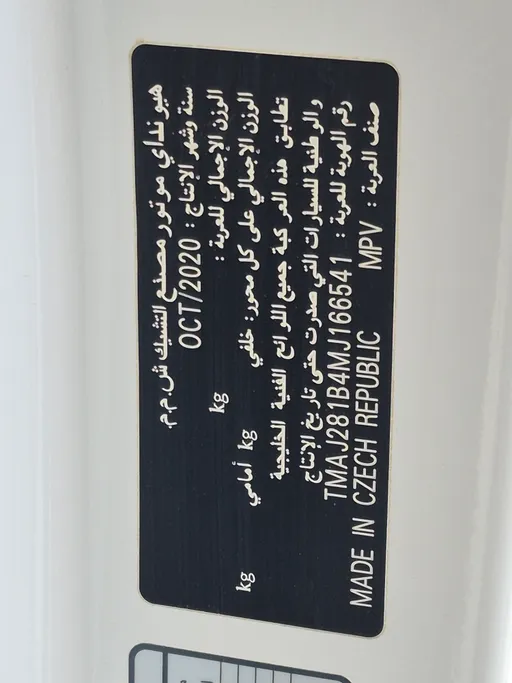 هيونداي موتور مصنع التشيك ش.م.م.
سنة وشهر الإنتاج : OCT/2020
الوزن الإجمالي للعربة : kg
الوزن الإجمالي على كل محور: خلفي kg أمامي kg
تطابق هذه المركبة جميع اللوائح الفنية الخليجية
والوطنية للسيارات التي صدرت حتى تاريخ الإنتاج
رقم الهوية للعربة : TMAJ281B4MJ166541
صنف العربة : MPV MADE IN CZECH REPUBLIC